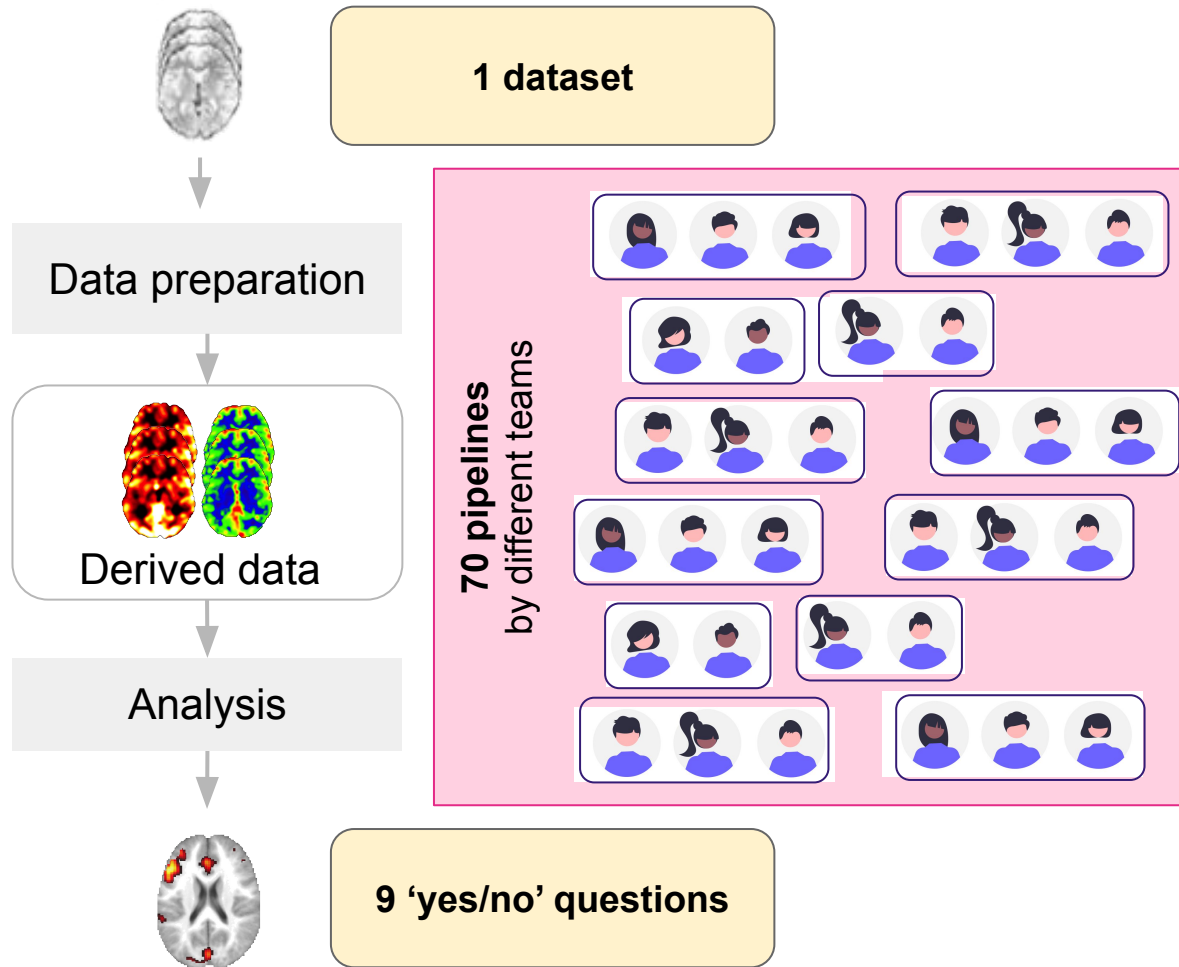 1 dataset
Data preparation
70 pipelines
by different teams
Derived data
Analysis
9 ‘yes/no’ questions